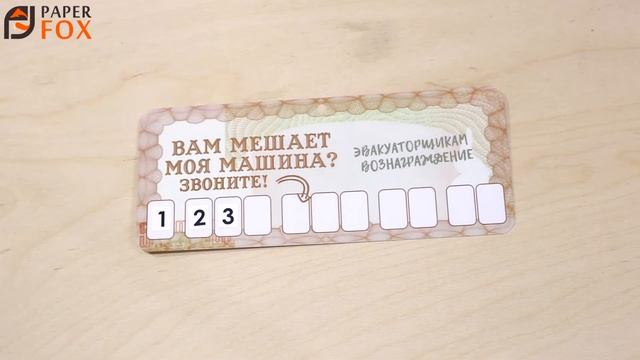 PAPER
FOX
ВАМ МЕШАЕТ
МОЯ МАШИНА?
ЗВОНИТЕ!
ЭВАКУАТОРЩИКАМ
ВОЗНАГРАЖДЕНИЕ
1 2 3